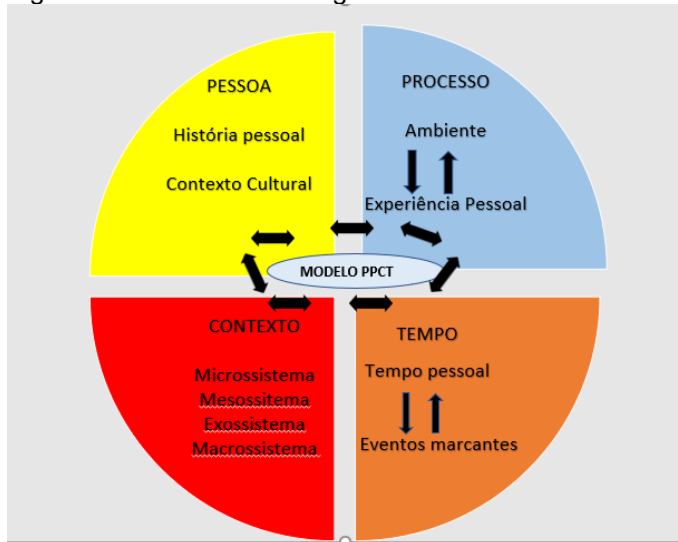 PESSOA
História pessoal
Contexto Cultural
PROCESSO
Ambiente
Experiência Pessoal
MODELO PPCT
CONTEXTO
Microssistema
Mesossitema
Exossistema
Macrossistema
TEMPO
Tempo pessoal
Eventos marcantes